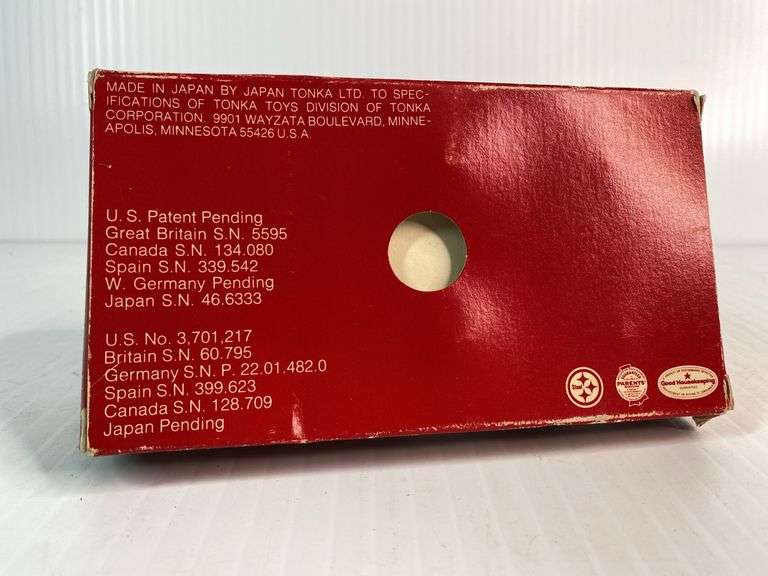 MADE IN JAPAN BY JAPAN TONKA LTD. TO SPEC-
IFICATIONS OF TONKA TOYS DIVISION OF TONKA
CORPORATION. 9901 WAYZATA BOULEVARD, MINNE-
APOLIS, MINNESOTA 55426 U.S.A.
U.S. Patent Pending
Great Britain S.N. 5595
Canada S.N. 134.080
Spain S.N. 339.542
W. Germany Pending
Japan S.N. 46.6333
U.S. No. 3,701,217
Britain S.N. 60.795
Germany S.N. P. 22.01.482.0
Spain S.N. 399.623
Canada S.N. 128.709
Japan Pending
Steel
PARENTS'
Good Housekeeping